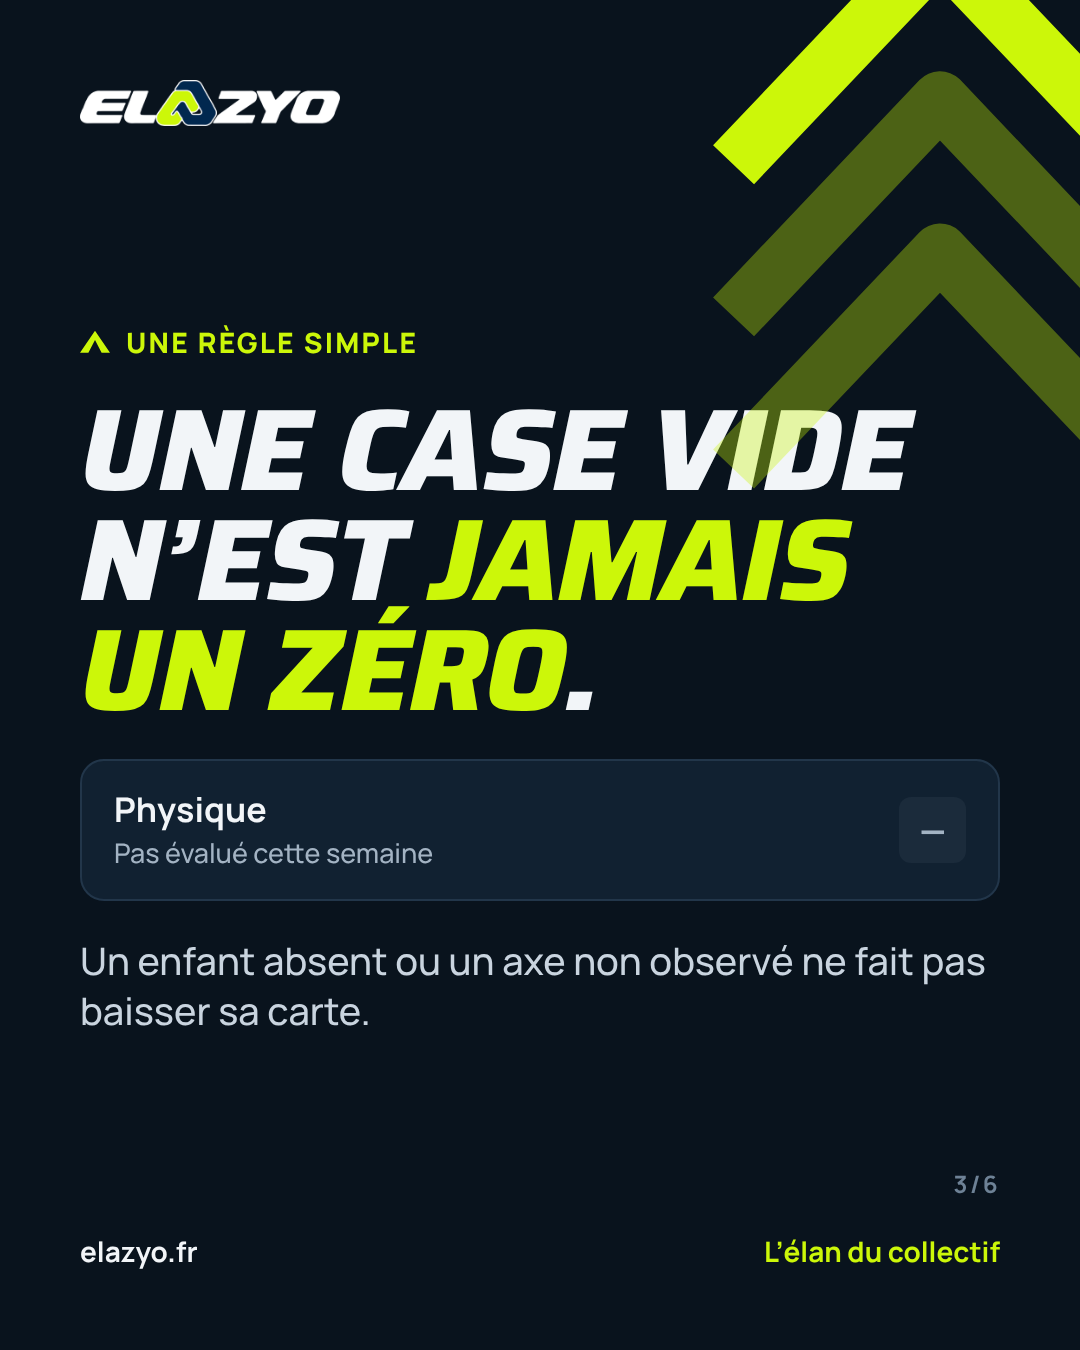 ELAZYO
UNE RÈGLE SIMPLE
UNE CASE VIDE
N’EST JAMAIS
UN ZÉRO.
Physique
Pas évalué cette semaine
—
Un enfant absent ou un axe non observé ne fait pas
baisser sa carte.
3/6
elazyo.fr
L’élan du collectif